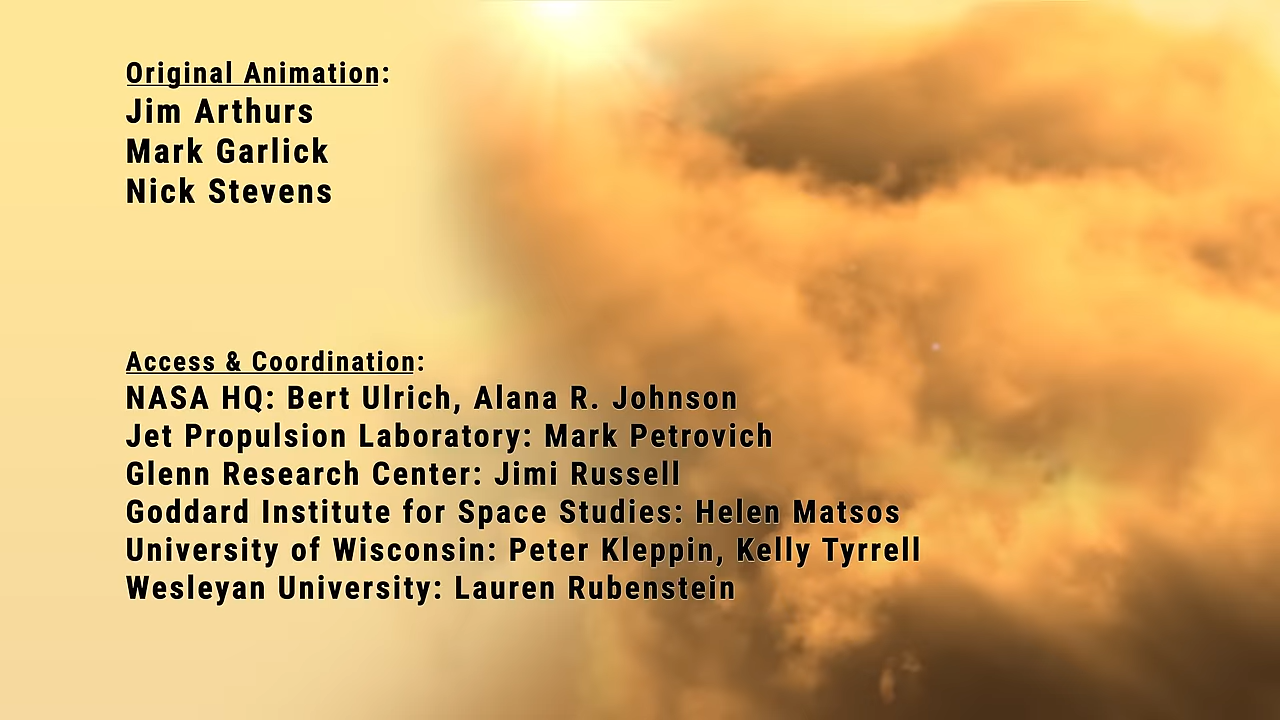 Original Animation:
Jim Arthurs
Mark Garlick
Nick Stevens
Access & Coordination:
NASA HQ: Bert Ulrich, Alana R. Johnson
Jet Propulsion Laboratory: Mark Petrovich
Glenn Research Center: Jimi Russell
Goddard Institute for Space Studies: Helen Matsos
University of Wisconsin: Peter Kleppin, Kelly Tyrrell
Wesleyan University: Lauren Rubenstein